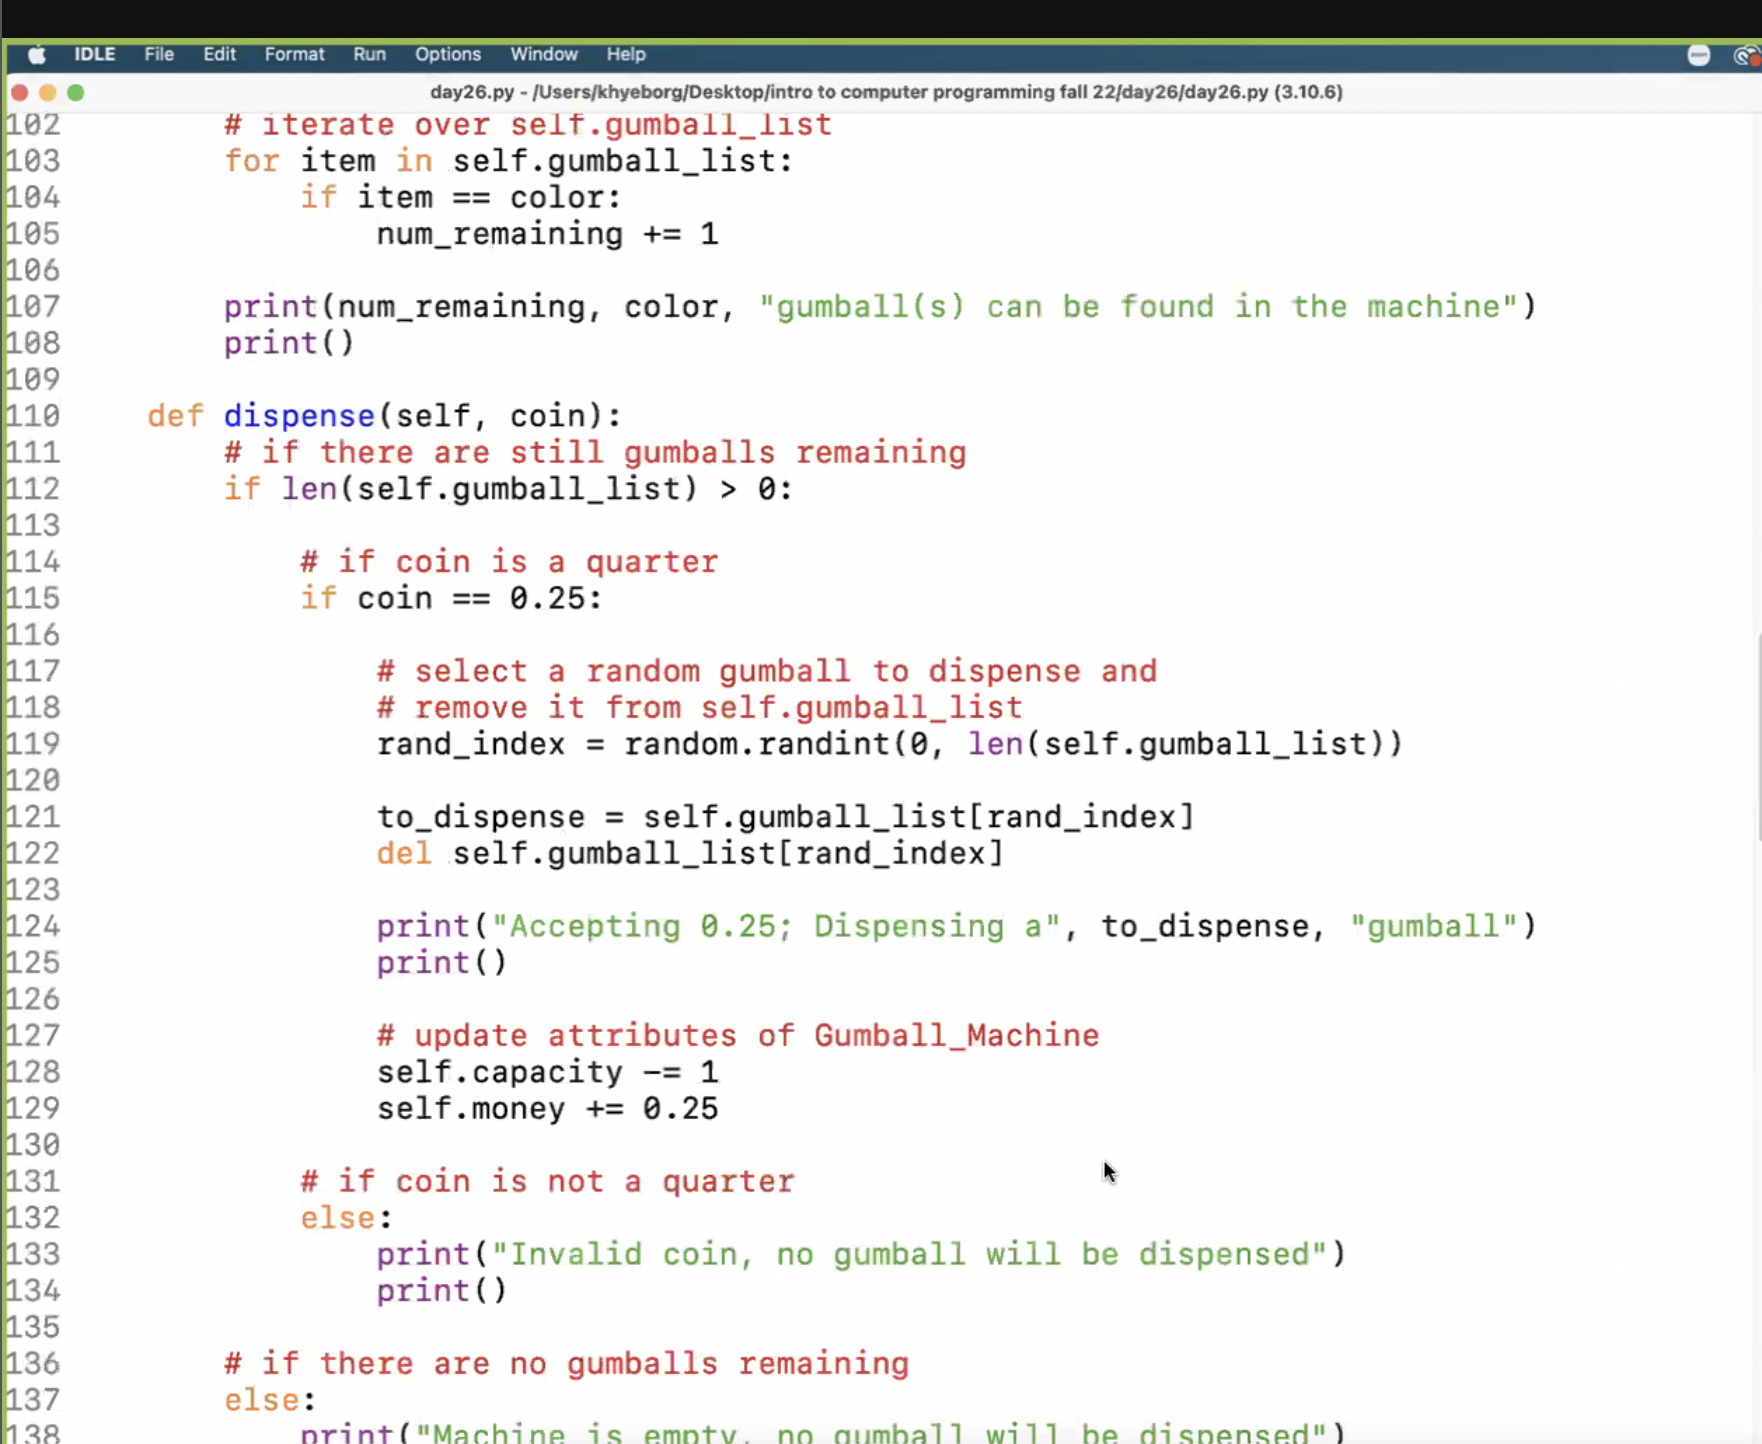 IDLE File Edit Format Run Options Window Help
day26.py - /Users/khyeborg/Desktop/intro to computer programming fall 22/day26/day26.py (3.10.6)
102         # iterate over self.gumball_list
103         for item in self.gumball_list:
104             if item == color:
105                 num_remaining += 1
106
107         print(num_remaining, color, "gumball(s) can be found in the machine")
108         print()
109
110     def dispense(self, coin):
111         # if there are still gumballs remaining
112         if len(self.gumball_list) > 0:
113
114             # if coin is a quarter
115             if coin == 0.25:
116
117                 # select a random gumball to dispense and
118                 # remove it from self.gumball_list
119                 rand_index = random.randint(0, len(self.gumball_list))
120
121                 to_dispense = self.gumball_list[rand_index]
122                 del self.gumball_list[rand_index]
123
124                 print("Accepting 0.25; Dispensing a", to_dispense, "gumball")
125                 print()
126
127                 # update attributes of Gumball_Machine
128                 self.capacity -= 1
129                 self.money += 0.25
130
131             # if coin is not a quarter
132             else:
133                 print("Invalid coin, no gumball will be dispensed")
134                 print()
135
136         # if there are no gumballs remaining
137         else:
138             print("Machine is empty, no gumball will be dispensed")